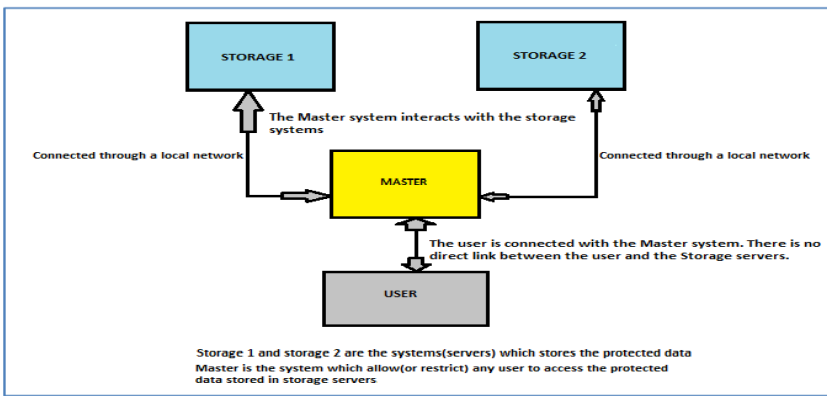 STORAGE 1
STORAGE 2
The Master system interacts with the storage
systems
Connected through a local network
Connected through a local network
MASTER
The user is connected with the Master system. There is no
direct link between the user and the Storage servers.
USER
Storage 1 and storage 2 are the systems(servers) which stores the protected data
Master is the system which allow(or restrict) any user to access the protected
data stored in storage servers